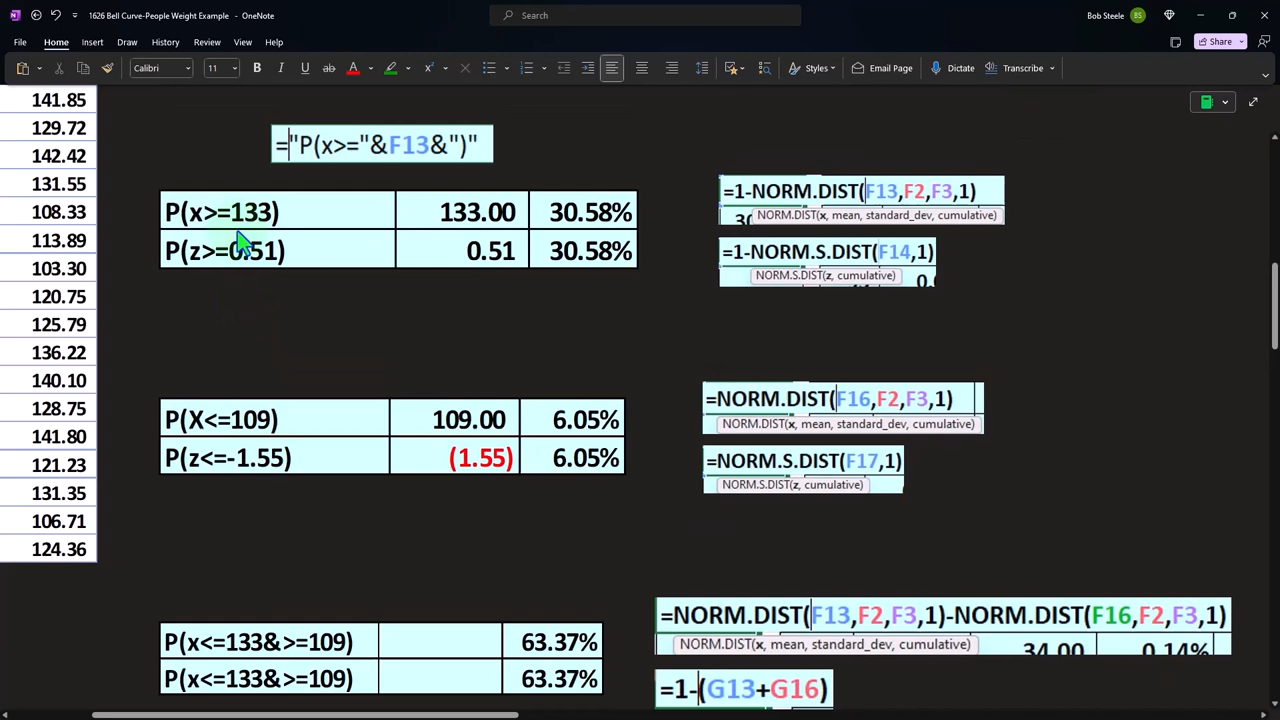 1626 Bell Curve-People Weight Example - OneNote
Search
Bob Steele BS
File Home Insert Draw History Review View Help Share
Calibri 11 B I U ab A Styles Email Page Dictate Transcribe
141.85
129.72
142.42
131.55
108.33
113.89
103.30
120.75
125.79
136.22
140.10
128.75
141.80
121.23
131.35
106.71
124.36
="P(x>="&F13&")"
P(x>=133) 133.00 30.58%
P(z>=0.51) 0.51 30.58%
=1-NORM.DIST(F13,F2,F3,1)
NORM.DIST(x, mean, standard_dev, cumulative)
=1-NORM.S.DIST(F14,1)
NORM.S.DIST(z, cumulative)
P(X<=109) 109.00 6.05%
P(z<=-1.55) (1.55) 6.05%
=NORM.DIST(F16,F2,F3,1)
NORM.DIST(x, mean, standard_dev, cumulative)
=NORM.S.DIST(F17,1)
NORM.S.DIST(z, cumulative)
P(x<=133&>=109) 63.37%
P(x<=133&>=109) 63.37%
=NORM.DIST(F13,F2,F3,1)-NORM.DIST(F16,F2,F3,1)
NORM.DIST(x, mean, standard_dev, cumulative)
34.00 0.14%
=1-(G13+G16)